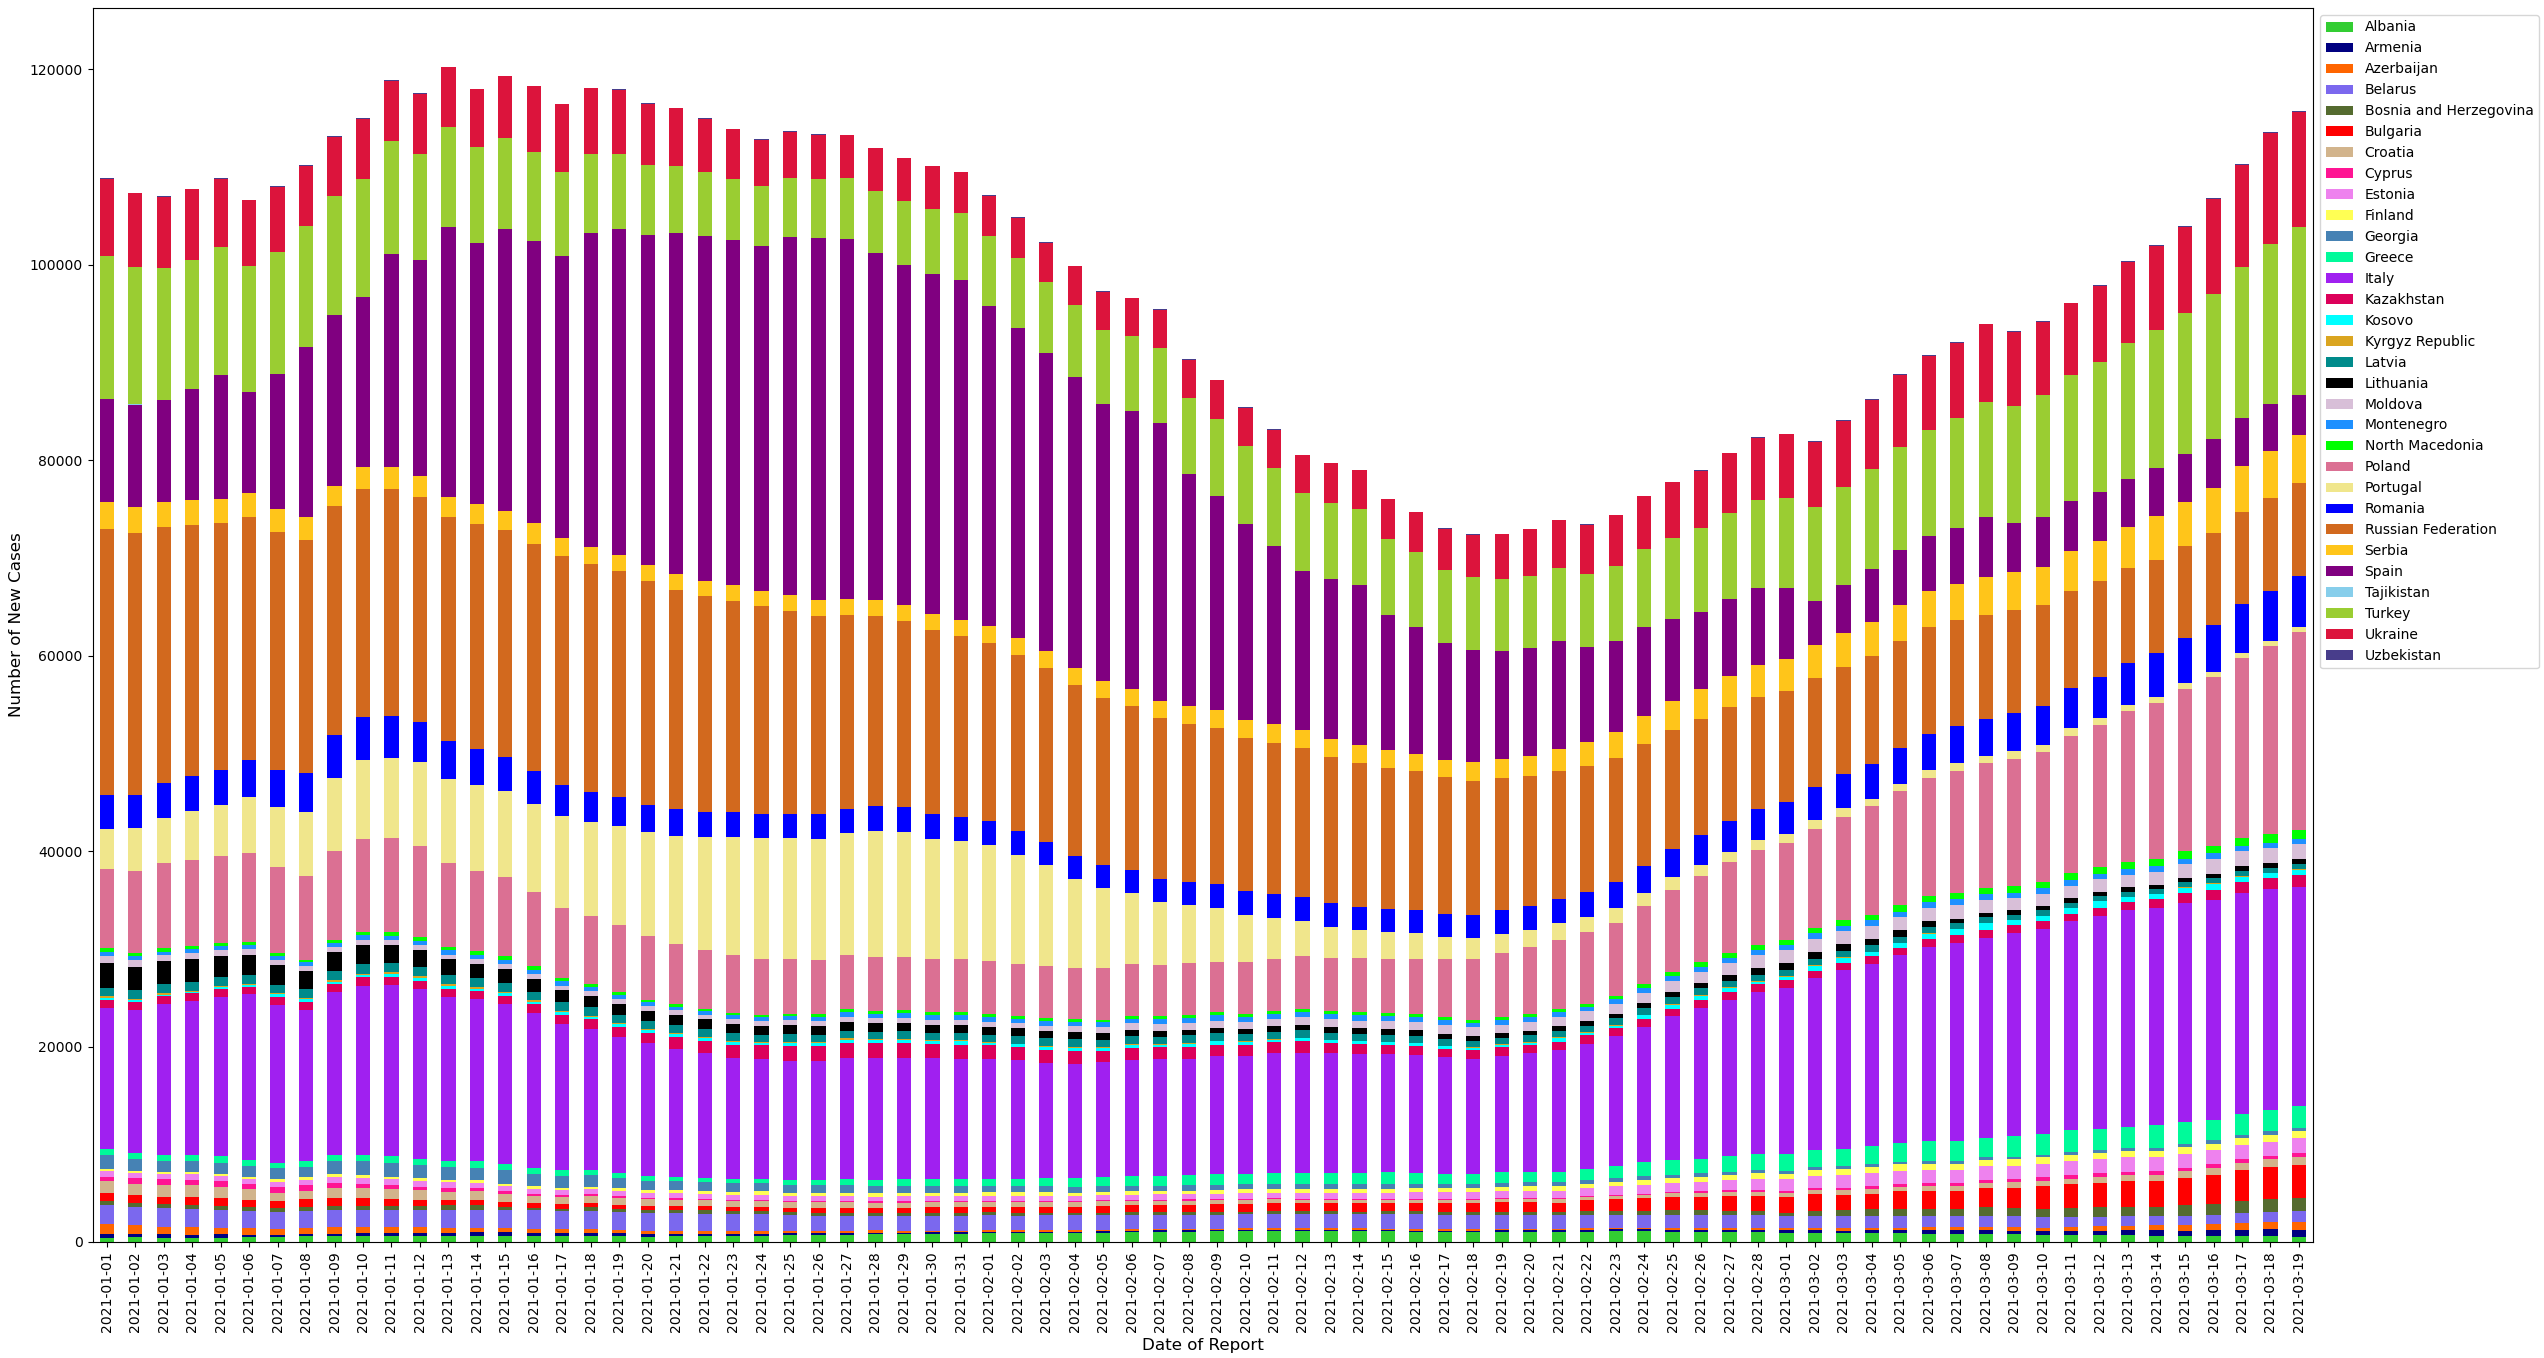 120000
100000
80000
60000
40000
20000
0
Number of New Cases
2021-01-01
2021-01-02
2021-01-03
2021-01-04
2021-01-05
2021-01-06
2021-01-07
2021-01-08
2021-01-09
2021-01-10
2021-01-11
2021-01-12
2021-01-13
2021-01-14
2021-01-15
2021-01-16
2021-01-17
2021-01-18
2021-01-19
2021-01-20
2021-01-21
2021-01-22
2021-01-23
2021-01-24
2021-01-25
2021-01-26
2021-01-27
2021-01-28
2021-01-29
2021-01-30
2021-01-31
2021-02-01
2021-02-02
2021-02-03
2021-02-04
2021-02-05
2021-02-06
2021-02-07
2021-02-08
2021-02-09
2021-02-10
2021-02-11
2021-02-12
2021-02-13
2021-02-14
2021-02-15
2021-02-16
2021-02-17
2021-02-18
2021-02-19
2021-02-20
2021-02-21
2021-02-22
2021-02-23
2021-02-24
2021-02-25
2021-02-26
2021-02-27
2021-02-28
2021-03-01
2021-03-02
2021-03-03
2021-03-04
2021-03-05
2021-03-06
2021-03-07
2021-03-08
2021-03-09
2021-03-10
2021-03-11
2021-03-12
2021-03-13
2021-03-14
2021-03-15
2021-03-16
2021-03-17
2021-03-18
2021-03-19
Date of Report
Albania
Armenia
Azerbaijan
Belarus
Bosnia and Herzegovina
Bulgaria
Croatia
Cyprus
Estonia
Finland
Georgia
Greece
Italy
Kazakhstan
Kosovo
Kyrgyz Republic
Latvia
Lithuania
Moldova
Montenegro
North Macedonia
Poland
Portugal
Romania
Russian Federation
Serbia
Spain
Tajikistan
Turkey
Ukraine
Uzbekistan